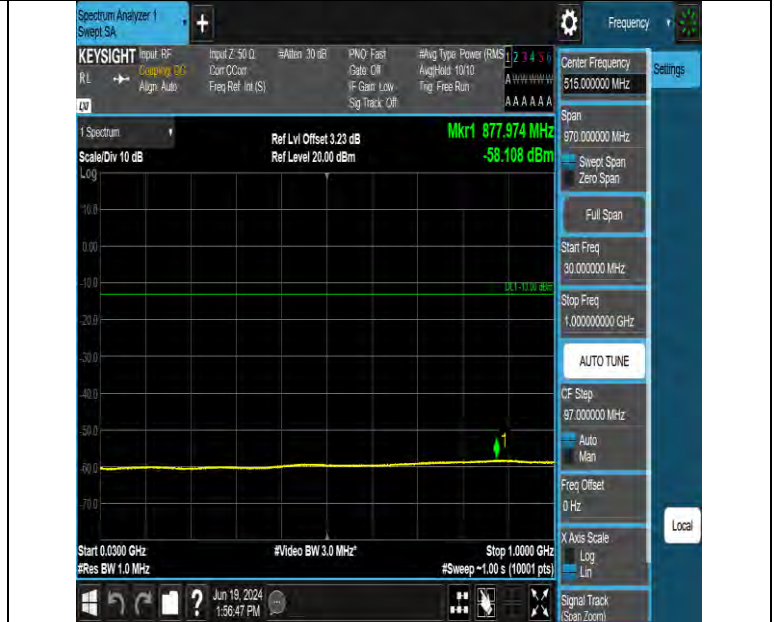 Spectrum Analyzer 1
Swept SA
+
Frequency
KEYSIGHT
RL
Input: RF
Coupling: DC
Align: Auto
Input Z: 50 Ω
Corr CCorr
Freq Ref: Int (S)
#Atten: 30 dB
PNO: Fast
Gate: Off
IF Gain: Low
Sig Track: Off
#Avg Type: Power (RMS
Avg|Hold: 10/10
Trig: Free Run
1 2 3 4 5 6
A W W W W W
A A A A A A
1 Spectrum
Scale/Div 10 dB
Ref Lvl Offset 3.23 dB
Ref Level 20.00 dBm
Mkr1 877.974 MHz
-58.108 dBm
Log
10.0
0.00
-10.0
DL1 -13.00 dBm
-20.0
-30.0
-40.0
-50.0
1
-60.0
-70.0
Start 0.0300 GHz
#Video BW 3.0 MHz*
Stop 1.0000 GHz
#Res BW 1.0 MHz
#Sweep ~1.00 s (10001 pts)
?
Jun 19, 2024
1:56:47 PM
Center Frequency
515.000000 MHz
Settings
Span
970.000000 MHz
Swept Span
Zero Span
Full Span
Start Freq
30.000000 MHz
Stop Freq
1.000000000 GHz
AUTO TUNE
CF Step
97.000000 MHz
Auto
Man
Freq Offset
0 Hz
X Axis Scale
Log
Lin
Local
Signal Track
(Span Zoom)